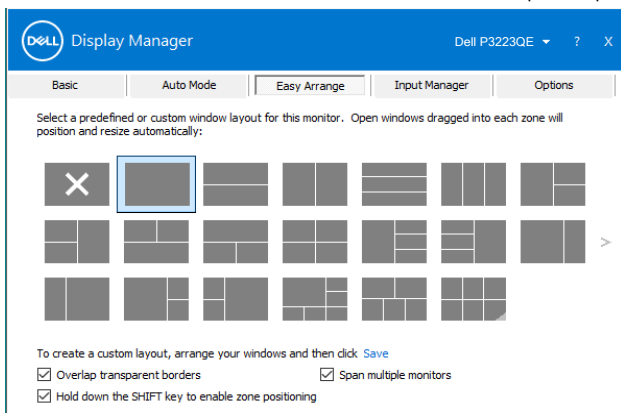 DELL Display Manager Dell P3223QE ? X
Basic Auto Mode Easy Arrange Input Manager Options
Select a predefined or custom window layout for this monitor. Open windows dragged into each zone will
position and resize automatically:
>
To create a custom layout, arrange your windows and then click Save
Overlap transparent borders Span multiple monitors
Hold down the SHIFT key to enable zone positioning